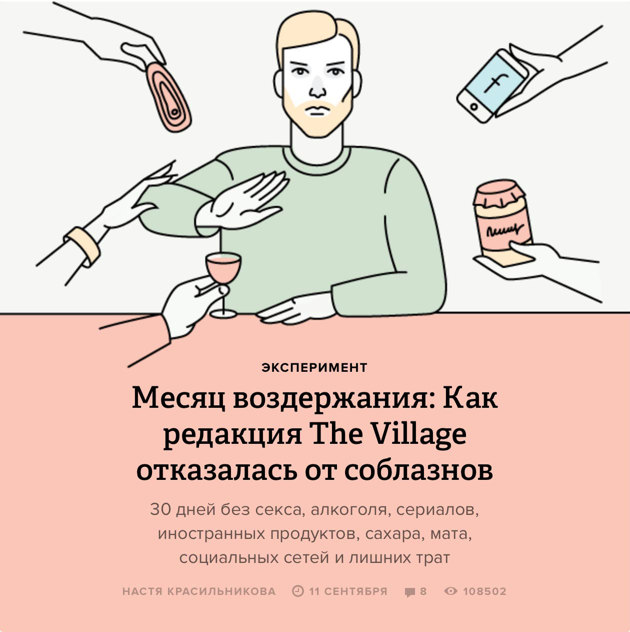 ЭКСПЕРИМЕНТ
Месяц воздержания: Как
редакция The Village
отказалась от соблазнов
30 дней без секса, алкоголя, сериалов,
иностранных продуктов, сахара, мата,
социальных сетей и лишних трат
НАСТЯ КРАСИЛЬНИКОВА 11 СЕНТЯБРЯ 8 108502